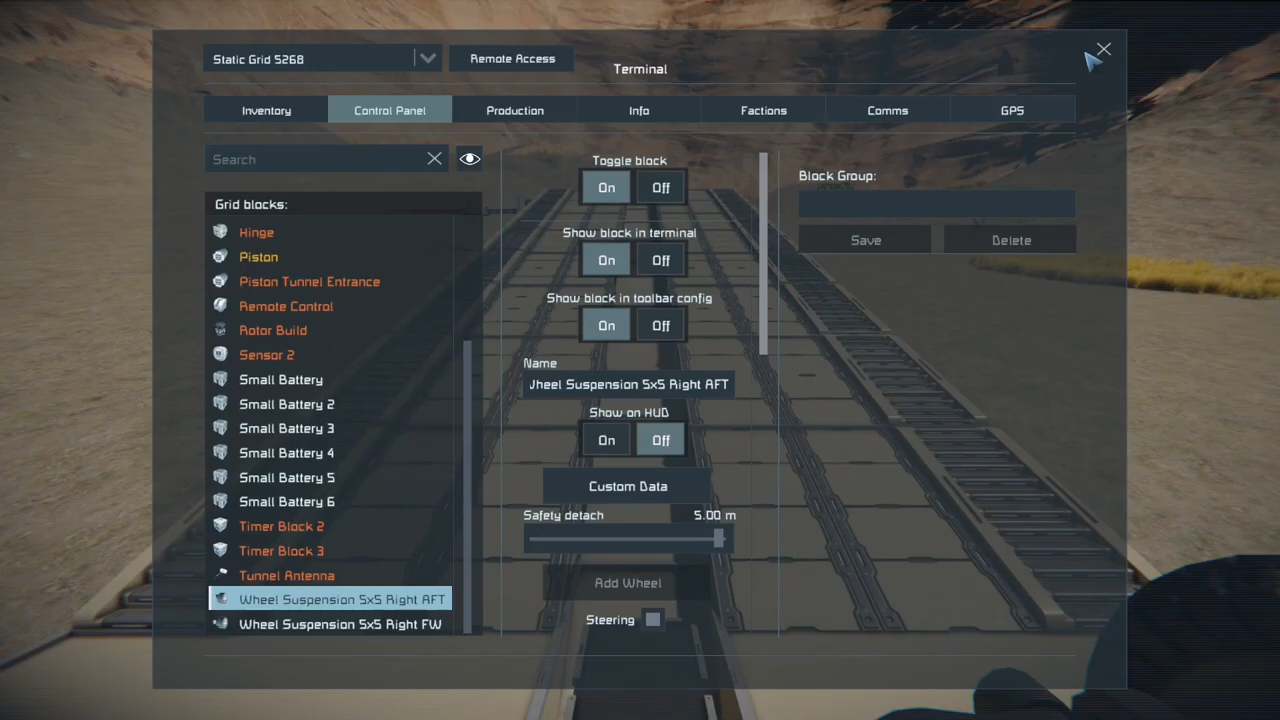 Static Grid 5268
Remote Access
Terminal
Inventory
Control Panel
Production
Info
Factions
Comms
GPS
Search
Grid blocks:
Hinge
Piston
Piston Tunnel Entrance
Remote Control
Rotor Build
Sensor 2
Small Battery
Small Battery 2
Small Battery 3
Small Battery 4
Small Battery 5
Small Battery 6
Timer Block 2
Timer Block 3
Tunnel Antenna
Wheel Suspension 5x5 Right AFT
Wheel Suspension 5x5 Right FW
Toggle block
On Off
Show block in terminal
On Off
Show block in toolbar config
On Off
Name
Wheel Suspension 5x5 Right AFT
Show on HUD
On Off
Custom Data
Safety detach 5.00 m
Add Wheel
Steering
Block Group:
Save
Delete